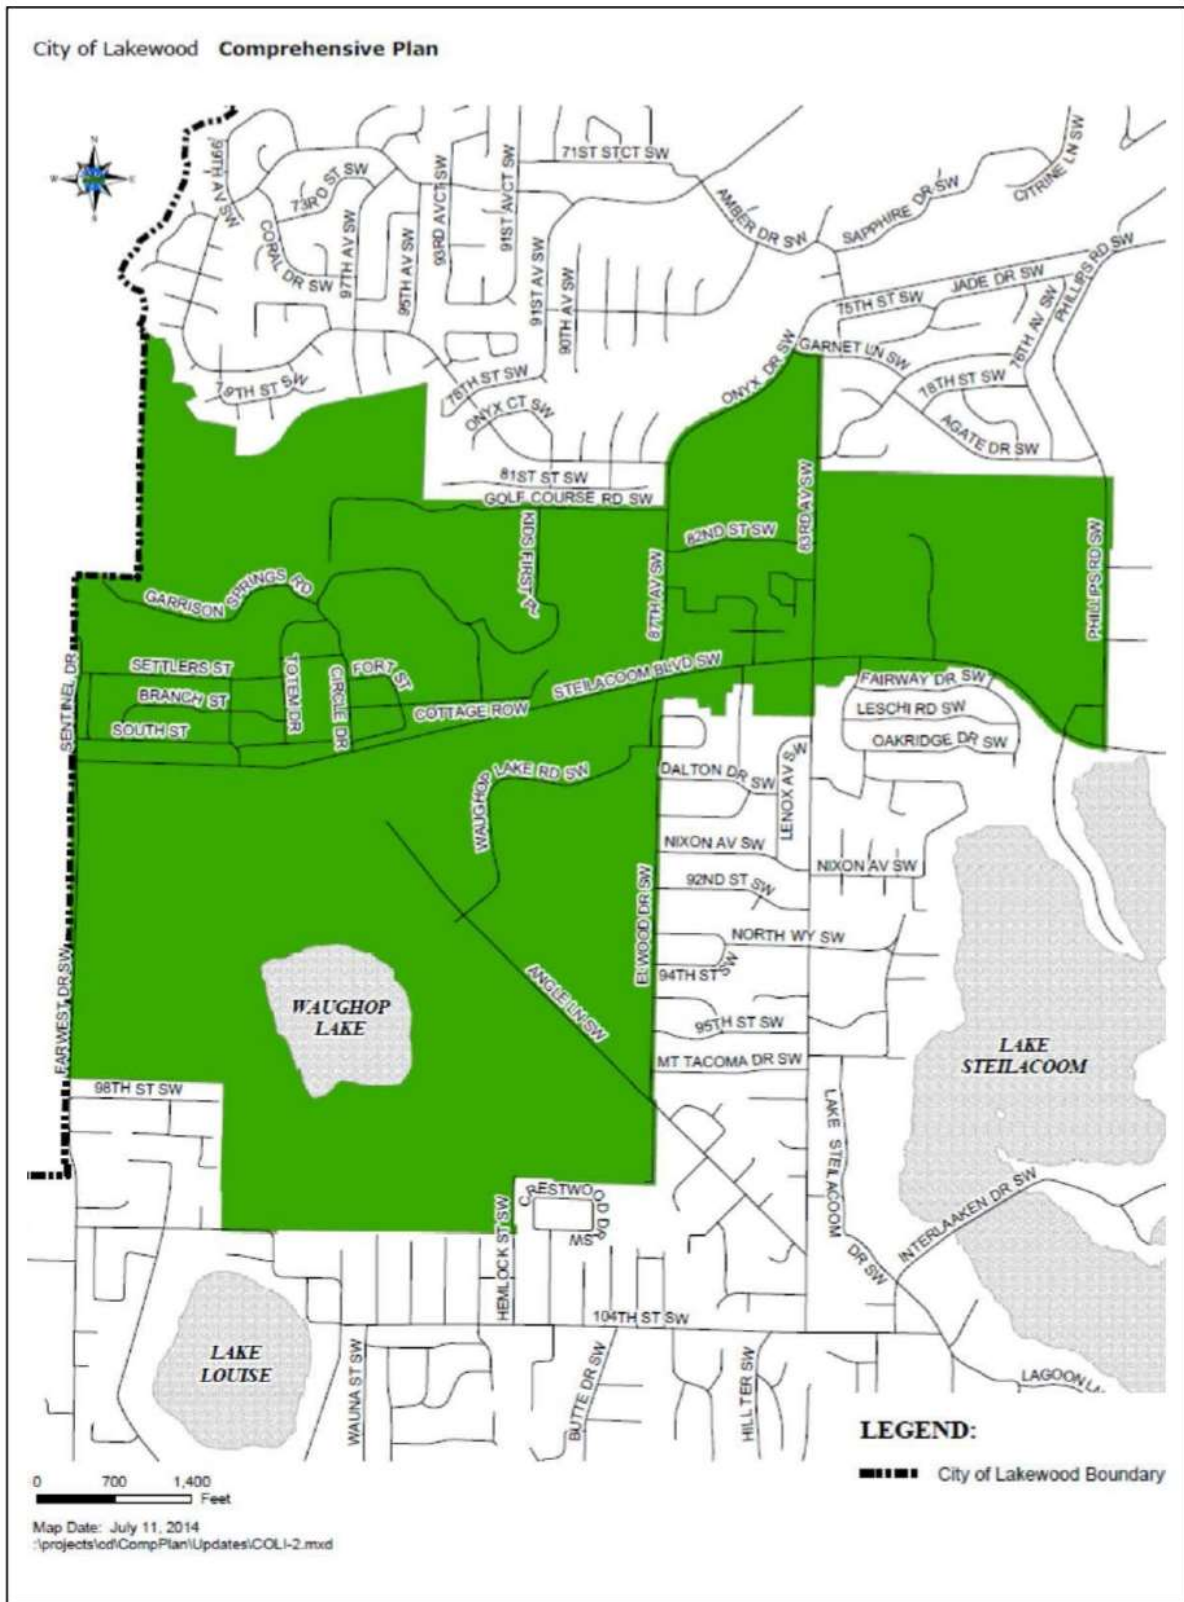 City of Lakewood Comprehensive Plan
N
W
E
S
99TH AV SW
73RD ST SW
CORAL DR SW
97TH AV SW
95TH AV SW
93RD AVCT SW
91ST AVCT SW
71ST STCT SW
91ST AV SW
90TH AV SW
AMBER DR SW
SAPPHIRE DR SW
CITRINE LN SW
JADE DR SW
75TH ST SW
PHILLIPS RD SW
76TH AV SW
GARNET LN SW
78TH ST SW
AGATE DR SW
ONYX DR SW
79TH ST SW
78TH ST SW
ONYX CT SW
81ST ST SW
GOLF COURSE RD SW
KIDS FIRST PL
82ND ST SW
83RD AV SW
87TH AV SW
PHILLIPS RD SW
GARRISON SPRINGS RD
SETTLERS ST
BRANCH ST
SOUTH ST
TOTEM DR
CIRCLE DR
FORT ST
COTTAGE ROW
STEILACOOM BLVD SW
SENTINEL DR
FAIRWAY DR SW
LESCHI RD SW
OAKRIDGE DR SW
WAUGHOP LAKE RD SW
DALTON DR SW
LENOX AV SW
NIXON AV SW
NIXON AV SW
92ND ST SW
ELWOOD DR SW
NORTH WY SW
94TH ST SW
95TH ST SW
MT TACOMA DR SW
ANGLE LN SW
FARWEST DR SW
WAUGHOP
LAKE
LAKE
STEILACOOM
98TH ST SW
LAKE STEILACOOM DR SW
INTERLAAKEN DR SW
CRESTWOOD DR SW
HEMLOCK ST SW
104TH ST SW
LAKE
LOUISE
WAUNA ST SW
BUTTE DR SW
HILLTER SW
LAGOON LA
LEGEND:
City of Lakewood Boundary
0 700 1,400
Feet
Map Date: July 11, 2014
:\projects\cd\CompPlan\Updates\COLI-2.mxd